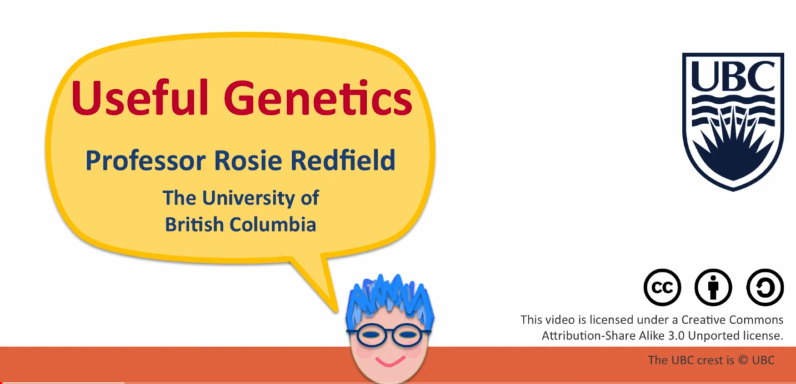 Useful Genetics
Professor Rosie Redfield
The University of
British Columbia
UBC
cc
This video is licensed under a Creative Commons
Attribution-Share Alike 3.0 Unported license.
The UBC crest is © UBC